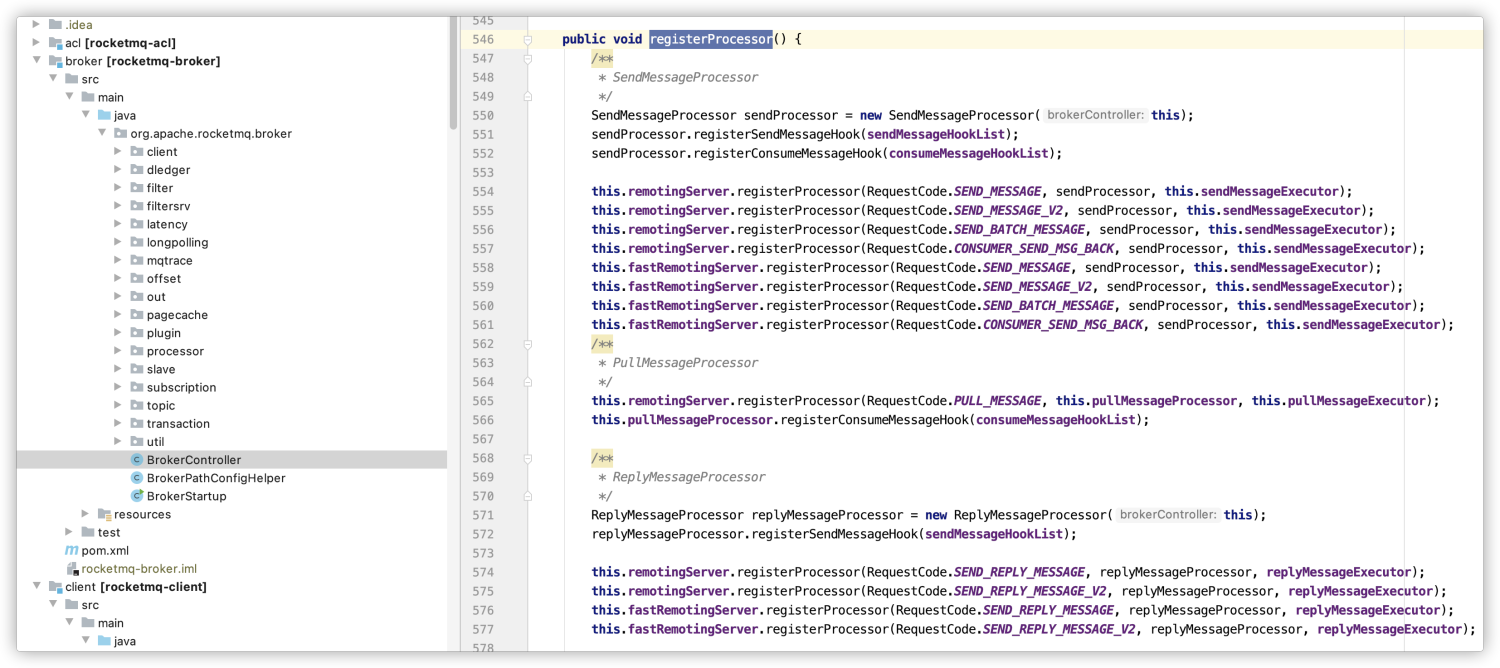 .idea
acl [rocketmq-acl]
broker [rocketmq-broker]
src
main
java
org.apache.rocketmq.broker
client
dledger
filter
filtersrv
latency
longpolling
mqtrace
offset
out
pagecache
plugin
processor
slave
subscription
topic
transaction
util
BrokerController
BrokerPathConfigHelper
BrokerStartup
resources
test
pom.xml
rocketmq-broker.iml
client [rocketmq-client]
src
main
java
545
546 public void registerProcessor() {
547 /**
548 * SendMessageProcessor
549 */
550 SendMessageProcessor sendProcessor = new SendMessageProcessor( brokerController: this);
551 sendProcessor.registerSendMessageHook(sendMessageHookList);
552 sendProcessor.registerConsumeMessageHook(consumeMessageHookList);
553
554 this.remotingServer.registerProcessor(RequestCode.SEND_MESSAGE, sendProcessor, this.sendMessageExecutor);
555 this.remotingServer.registerProcessor(RequestCode.SEND_MESSAGE_V2, sendProcessor, this.sendMessageExecutor);
556 this.remotingServer.registerProcessor(RequestCode.SEND_BATCH_MESSAGE, sendProcessor, this.sendMessageExecutor);
557 this.remotingServer.registerProcessor(RequestCode.CONSUMER_SEND_MSG_BACK, sendProcessor, this.sendMessageExecutor);
558 this.fastRemotingServer.registerProcessor(RequestCode.SEND_MESSAGE, sendProcessor, this.sendMessageExecutor);
559 this.fastRemotingServer.registerProcessor(RequestCode.SEND_MESSAGE_V2, sendProcessor, this.sendMessageExecutor);
560 this.fastRemotingServer.registerProcessor(RequestCode.SEND_BATCH_MESSAGE, sendProcessor, this.sendMessageExecutor);
561 this.fastRemotingServer.registerProcessor(RequestCode.CONSUMER_SEND_MSG_BACK, sendProcessor, this.sendMessageExecutor);
562 /**
563 * PullMessageProcessor
564 */
565 this.remotingServer.registerProcessor(RequestCode.PULL_MESSAGE, this.pullMessageProcessor, this.pullMessageExecutor);
566 this.pullMessageProcessor.registerConsumeMessageHook(consumeMessageHookList);
567
568 /**
569 * ReplyMessageProcessor
570 */
571 ReplyMessageProcessor replyMessageProcessor = new ReplyMessageProcessor( brokerController: this);
572 replyMessageProcessor.registerSendMessageHook(sendMessageHookList);
573
574 this.remotingServer.registerProcessor(RequestCode.SEND_REPLY_MESSAGE, replyMessageProcessor, replyMessageExecutor);
575 this.remotingServer.registerProcessor(RequestCode.SEND_REPLY_MESSAGE_V2, replyMessageProcessor, replyMessageExecutor);
576 this.fastRemotingServer.registerProcessor(RequestCode.SEND_REPLY_MESSAGE, replyMessageProcessor, replyMessageExecutor);
577 this.fastRemotingServer.registerProcessor(RequestCode.SEND_REPLY_MESSAGE_V2, replyMessageProcessor, replyMessageExecutor);
578